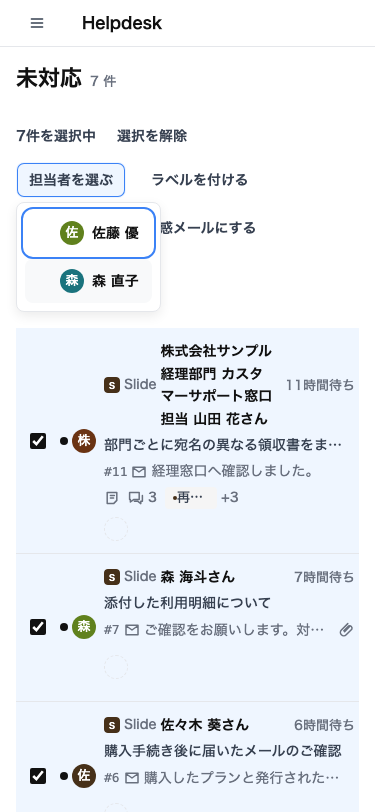 Helpdesk
未対応 7 件
7件を選択中 選択を解除
担当者を選ぶ ラベルを付ける
佐 佐藤 優
惑メールにする
森 森 直子
S Slide 株式会社サンプル
経理部門 カスタ
マーサポート窓口
担当 山田 花さん
11時間待ち
株
部門ごとに宛名の異なる領収書をま…
#11 経理窓口へ確認しました。
3 •再… +3
S Slide 森 海斗さん 7時間待ち
森
添付した利用明細について
#7 ご確認をお願いします。対…
S Slide 佐々木 葵さん 6時間待ち
佐
購入手続き後に届いたメールのご確認
#6 購入したプランと発行された…